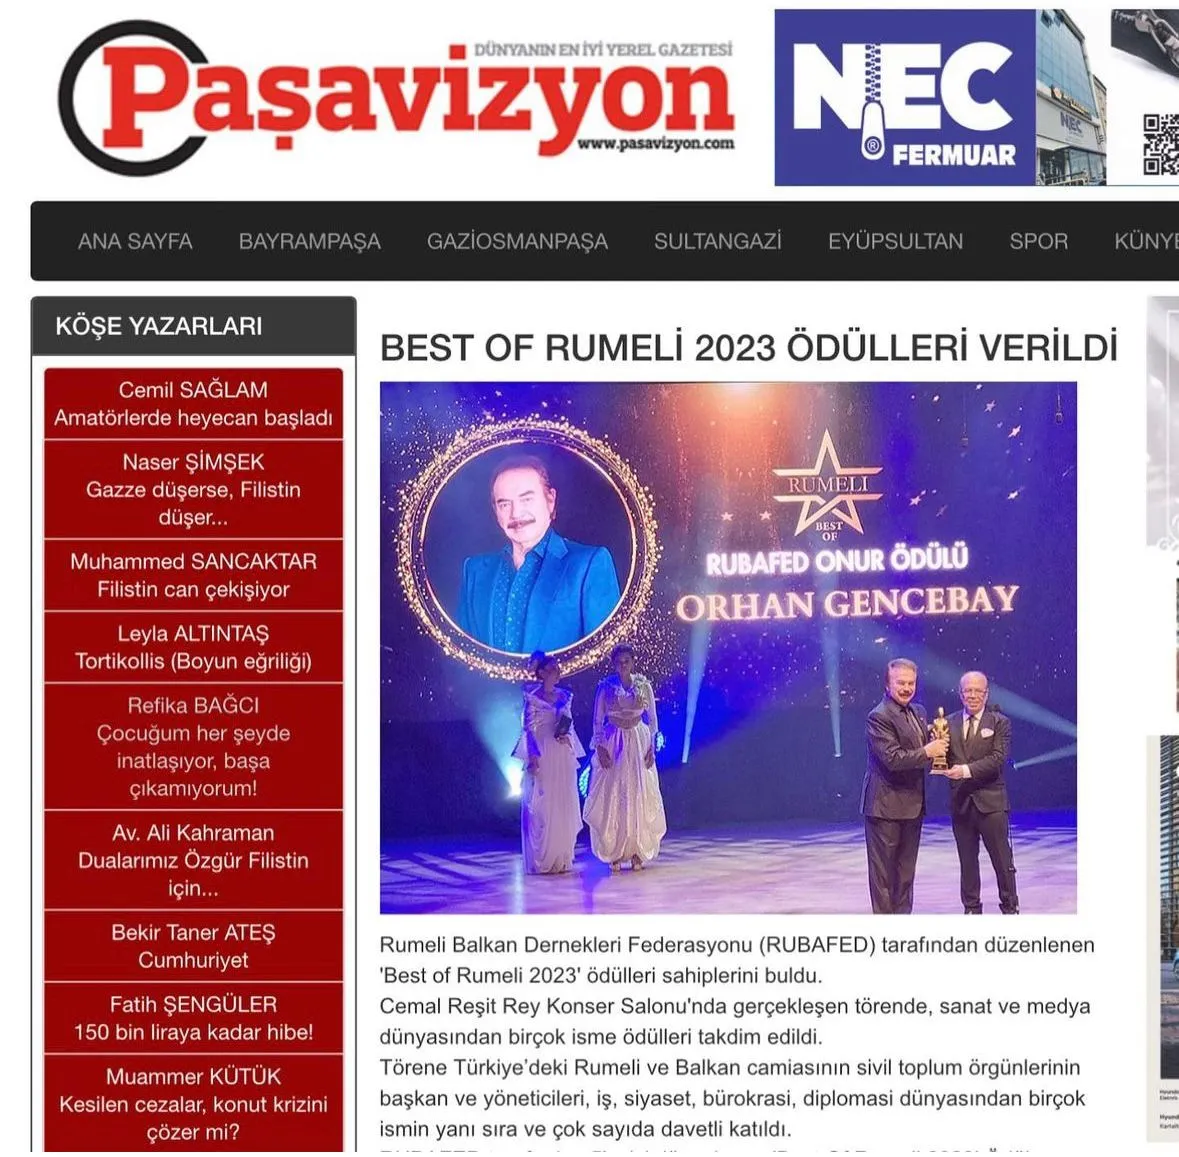 DÜNYANIN EN İYİ YEREL GAZETESİ
Paşavizyon
www.pasavizyon.com
NEC
®
FERMUAR
NEC
ANA SAYFA BAYRAMPAŞA GAZİOSMANPAŞA SULTANGAZİ EYÜPSULTAN SPOR KÜNYE
KÖŞE YAZARLARI
Cemil SAĞLAM
Amatörlerde heyecan başladı
Naser ŞİMŞEK
Gazze düşerse, Filistin
düşer...
Muhammed SANCAKTAR
Filistin can çekişiyor
Leyla ALTINTAŞ
Tortikollis (Boyun eğriliği)
Refika BAĞCI
Çocuğum her şeyde
inatlaşıyor, başa
çıkamıyorum!
Av. Ali Kahraman
Dualarımız Özgür Filistin
için...
Bekir Taner ATEŞ
Cumhuriyet
Fatih ŞENGÜLER
150 bin liraya kadar hibe!
Muammer KÜTÜK
Kesilen cezalar, konut krizini
çözer mi?
BEST OF RUMELİ 2023 ÖDÜLLERİ VERİLDİ
RUMELI
BEST
OF
RUBAFED ONUR ÖDÜLÜ
ORHAN GENCEBAY
Rumeli Balkan Dernekleri Federasyonu (RUBAFED) tarafından düzenlenen
'Best of Rumeli 2023' ödülleri sahiplerini buldu.
Cemal Reşit Rey Konser Salonu'nda gerçekleşen törende, sanat ve medya
dünyasından birçok isme ödülleri takdim edildi.
Törene Türkiye’deki Rumeli ve Balkan camiasının sivil toplum örgünlerinin
başkan ve yöneticileri, iş, siyaset, bürokrasi, diplomasi dünyasından birçok
ismin yanı sıra ve çok sayıda davetli katıldı.